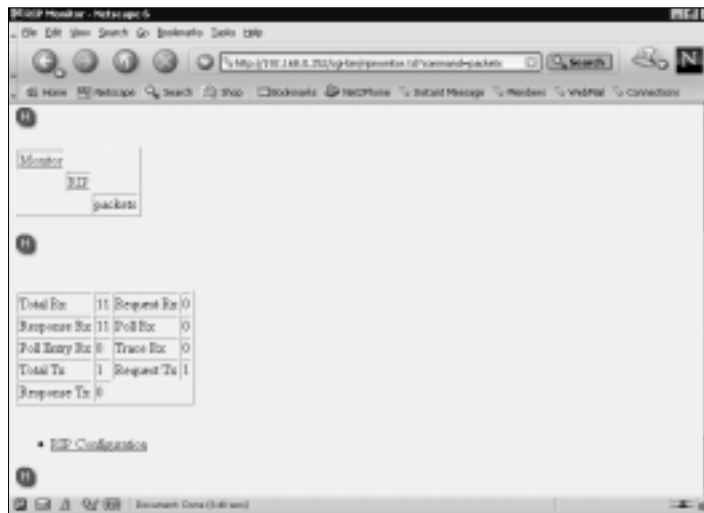 RIP Monitor - Netscape 6
File Edit View Search Go Bookmarks Tasks Help
Search
N
Home Netscape Search Shop Bookmarks Net2Phone Instant Message Members WebMail Connections
Monitor
RIP
packets
Total Rx 11 Request Rx 0
Response Rx 11 Poll Rx 0
Poll Entry Rx 0 Trace Rx 0
Total Tx 1 Request Tx 1
Response Tx 0
RIP Configuration
Document: Done